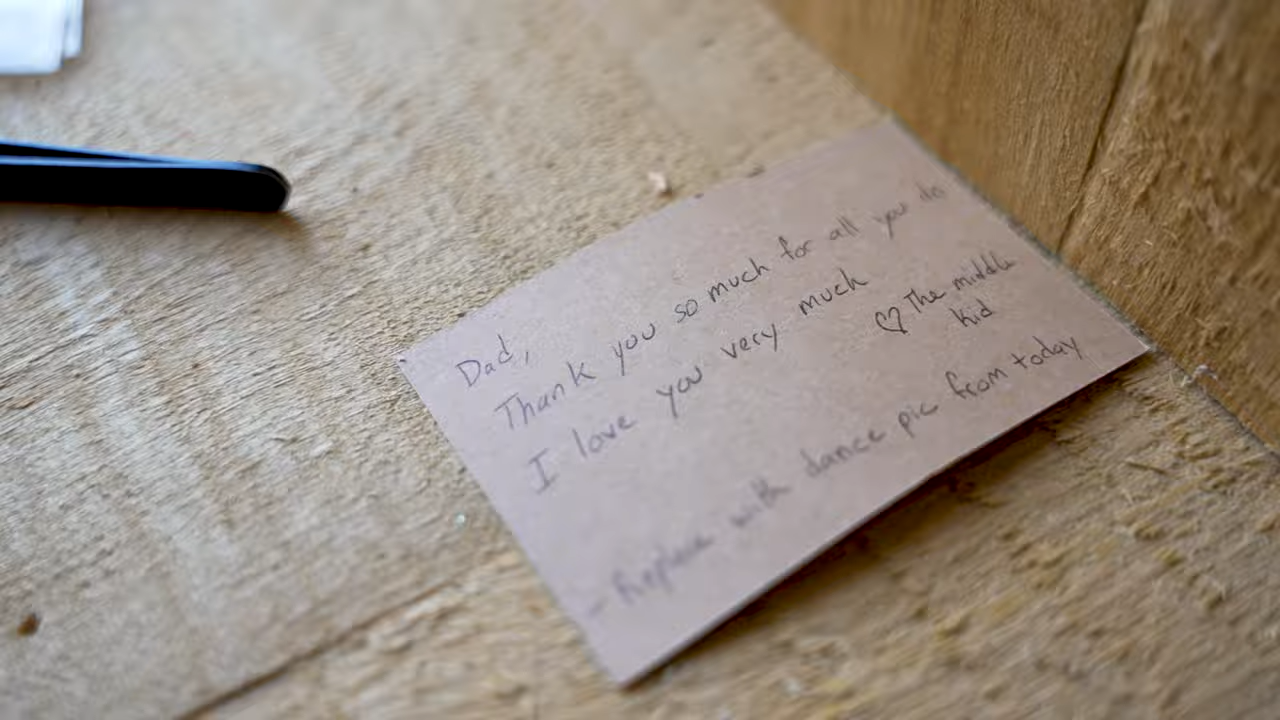 Dad,
Thank you so much for all you do
I love you very much
♡ The middle
kid
- Replace with dance pic from today